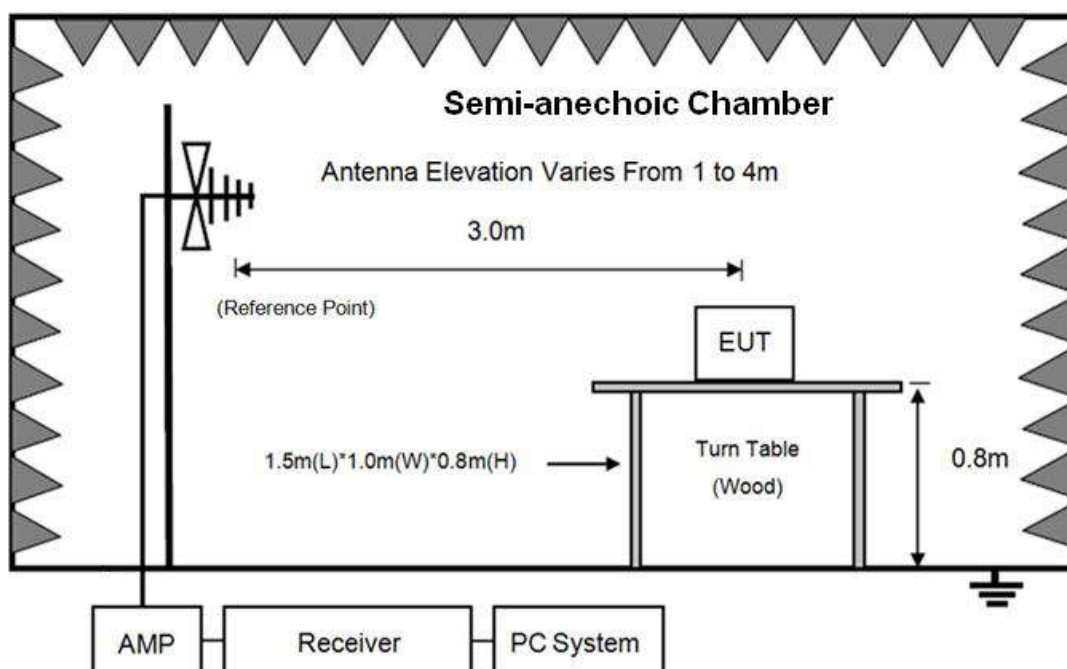 Semi-anechoic Chamber
Antenna Elevation Varies From 1 to 4m
3.0m
(Reference Point)
EUT
1.5m(L)*1.0m(W)*0.8m(H)
Turn Table
(Wood)
0.8m
AMP
Receiver
PC System